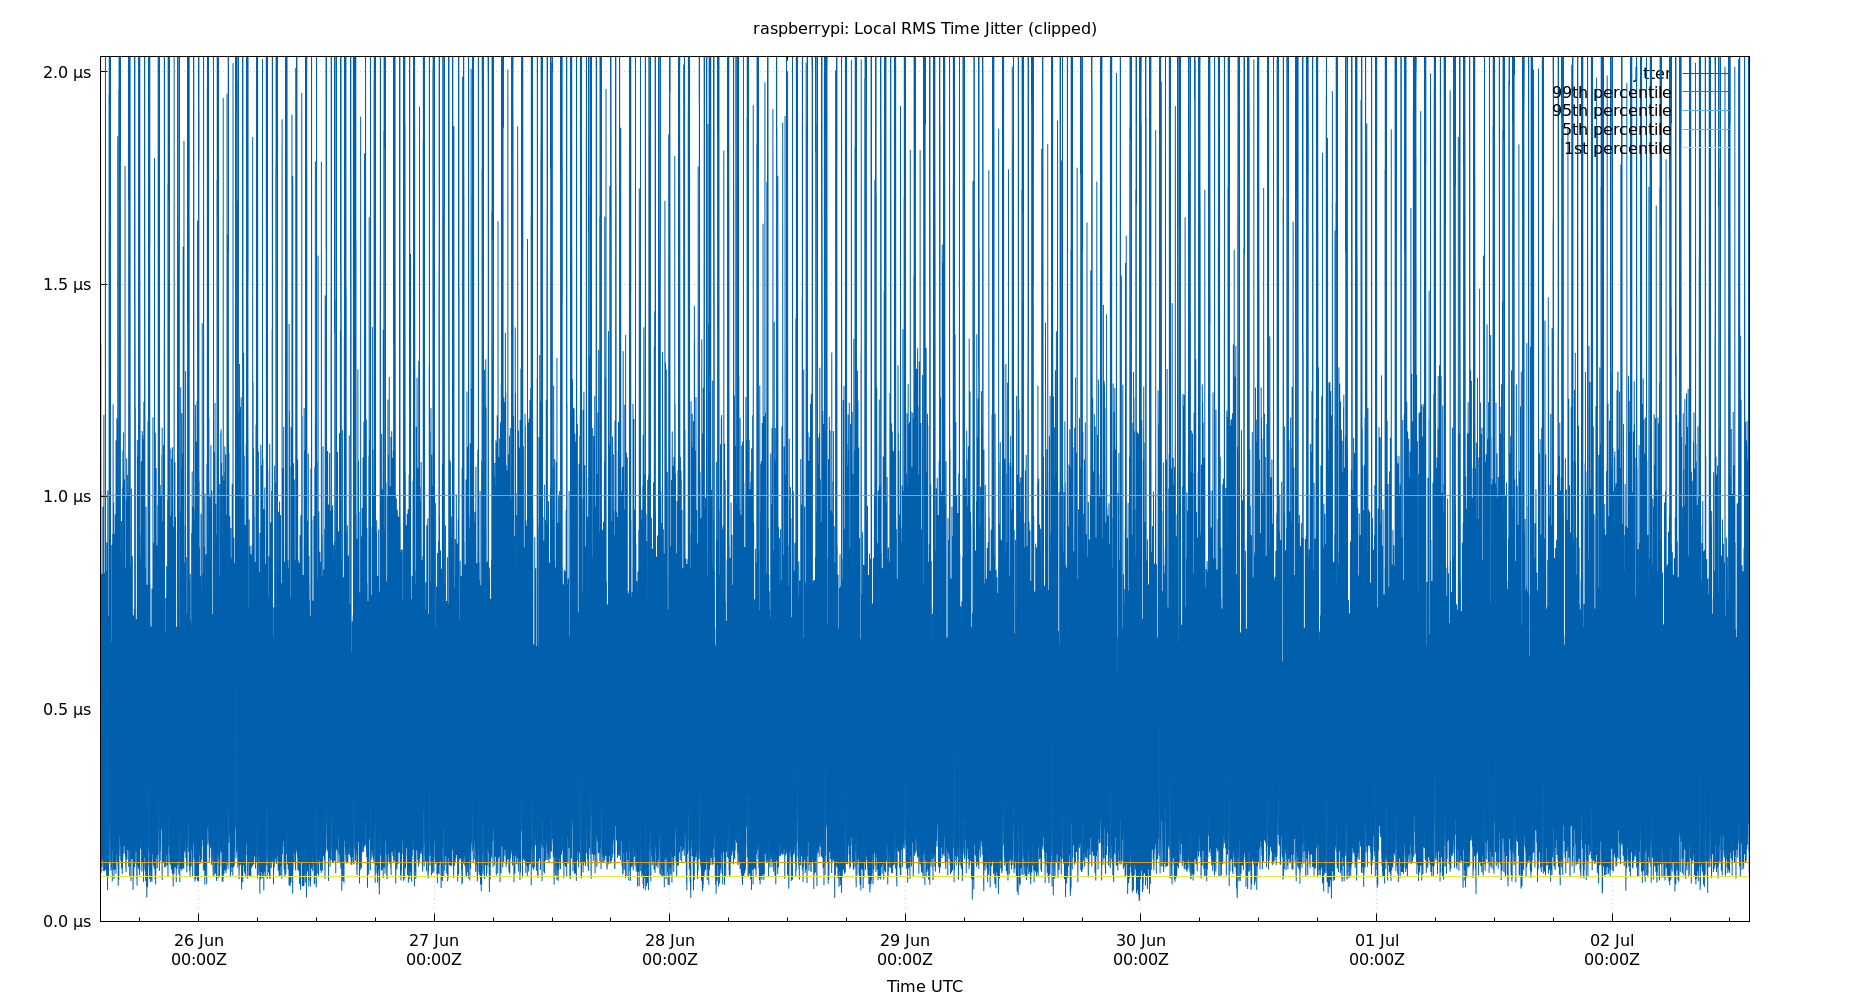 raspberrypi: Local RMS Time Jitter (clipped)
2.0 µs
jitter
99th percentile
95th percentile
5th percentile
1st percentile
1.5 µs
1.0 µs
0.5 µs
0.0 µs
26 Jun 27 Jun 28 Jun 29 Jun 30 Jun 01 Jul 02 Jul
00:00Z 00:00Z 00:00Z 00:00Z 00:00Z 00:00Z 00:00Z
Time UTC